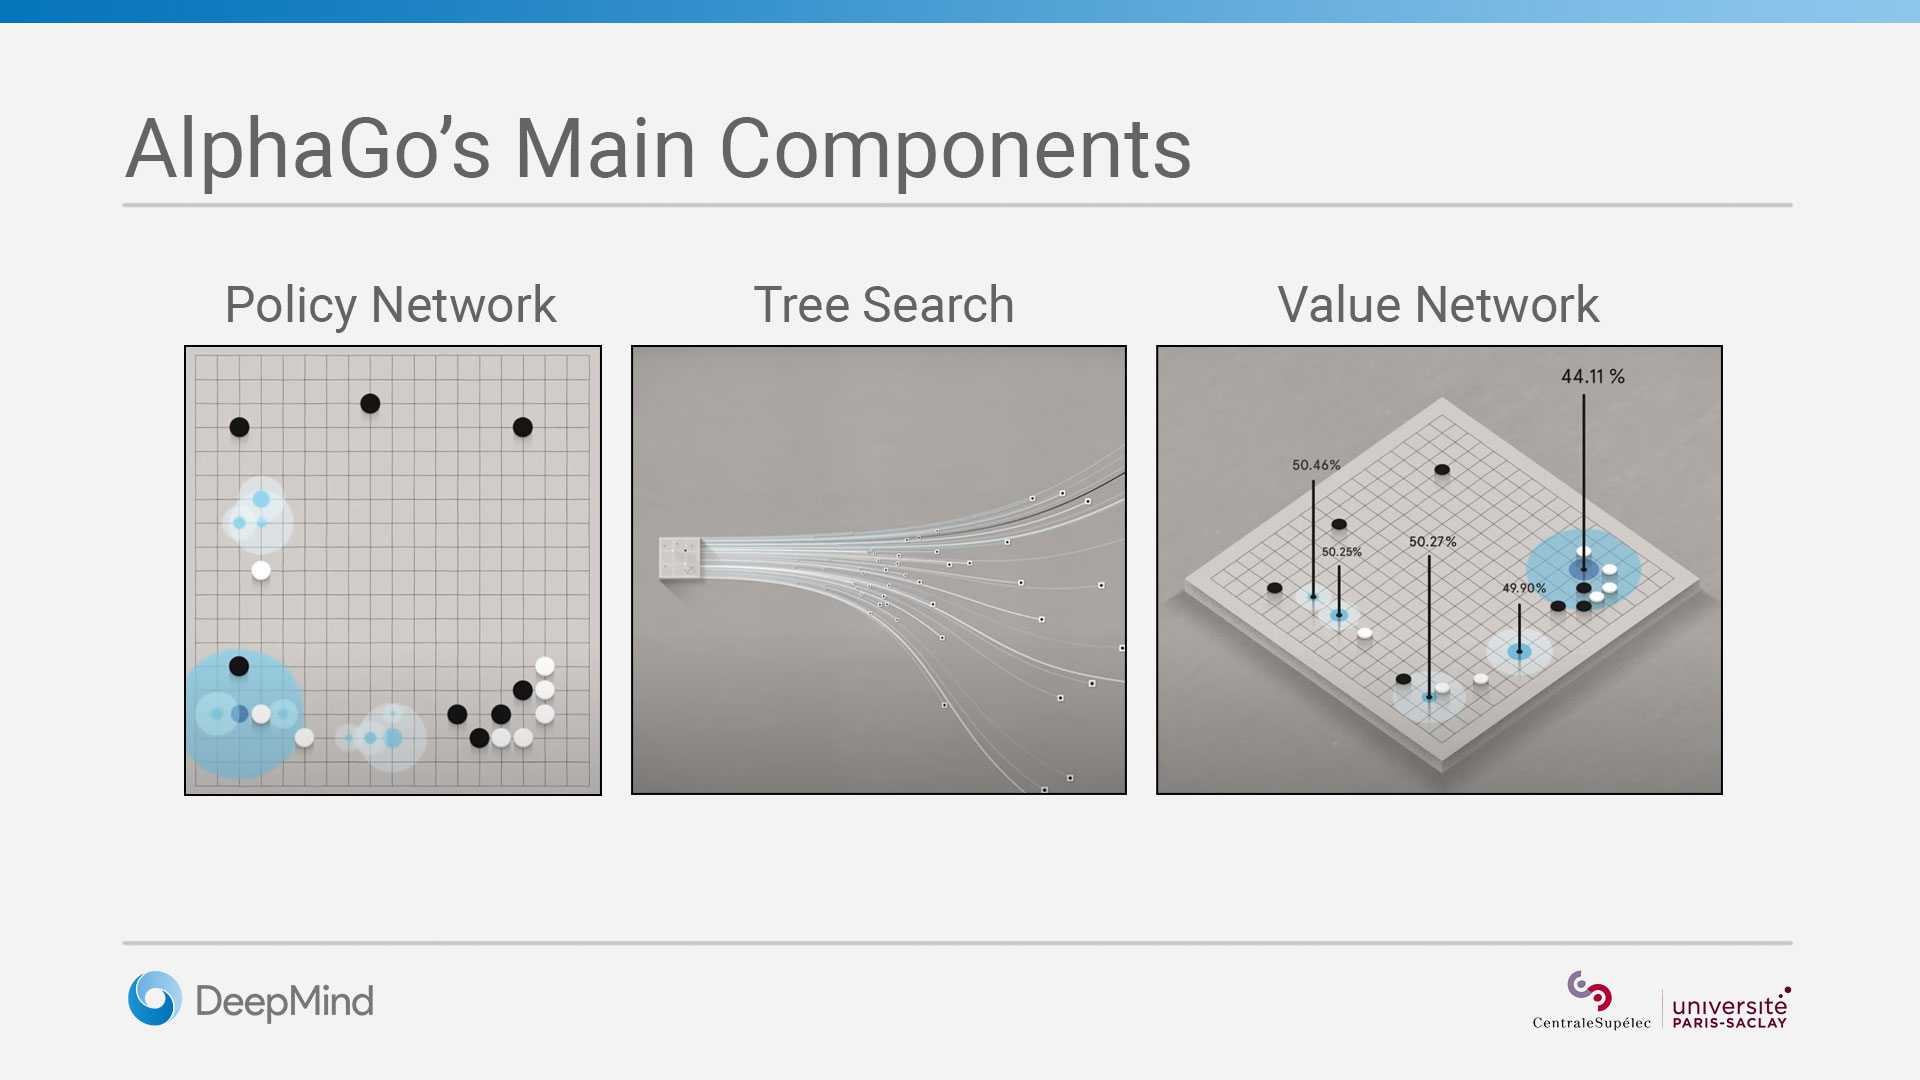 AlphaGo’s Main Components
Policy Network
Tree Search
Value Network
44.11 %
50.46%
50.25%
50.27%
49.90%
DeepMind
CentraleSupélec
université
PARIS-SACLAY